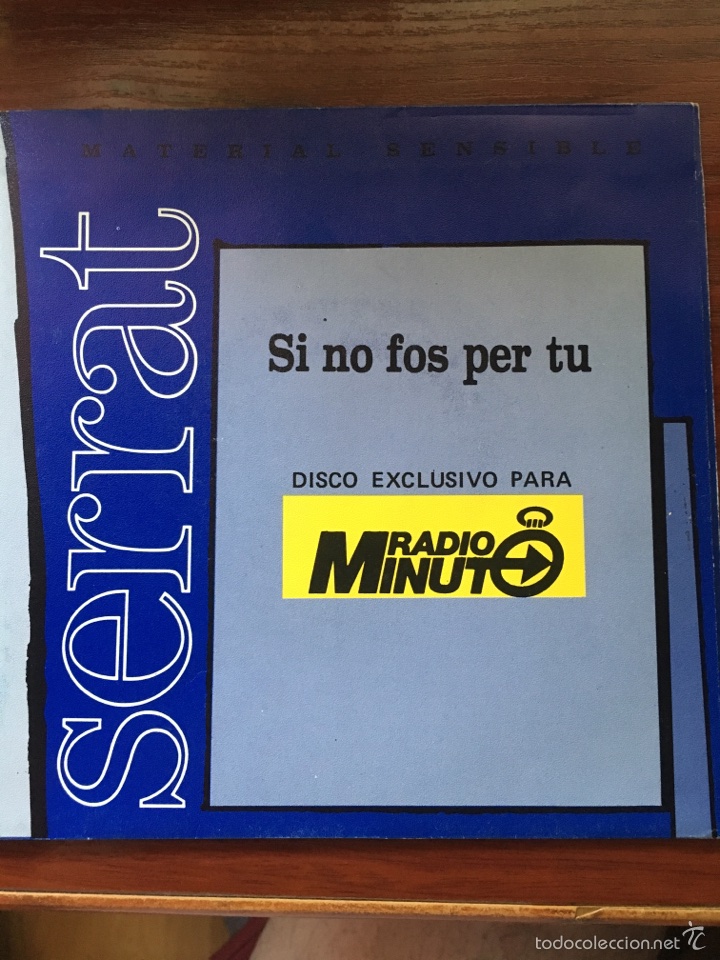 MATERIAL SENSIBLE
serrat
Si no fos per tu
DISCO EXCLUSIVO PARA
RADIO
MINUTO
todocoleccion.net